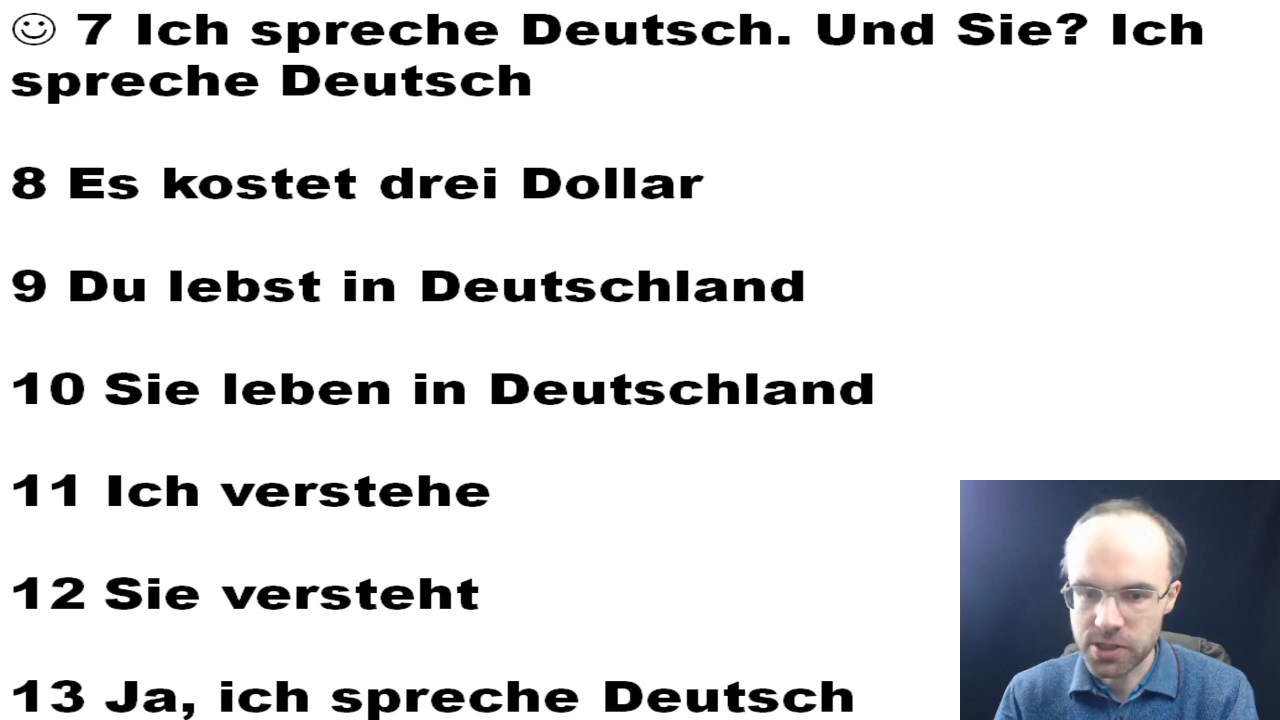 ☺ 7 Ich spreche Deutsch. Und Sie? Ich
spreche Deutsch
8 Es kostet drei Dollar
9 Du lebst in Deutschland
10 Sie leben in Deutschland
11 Ich verstehe
12 Sie versteht
13 Ja, ich spreche Deutsch